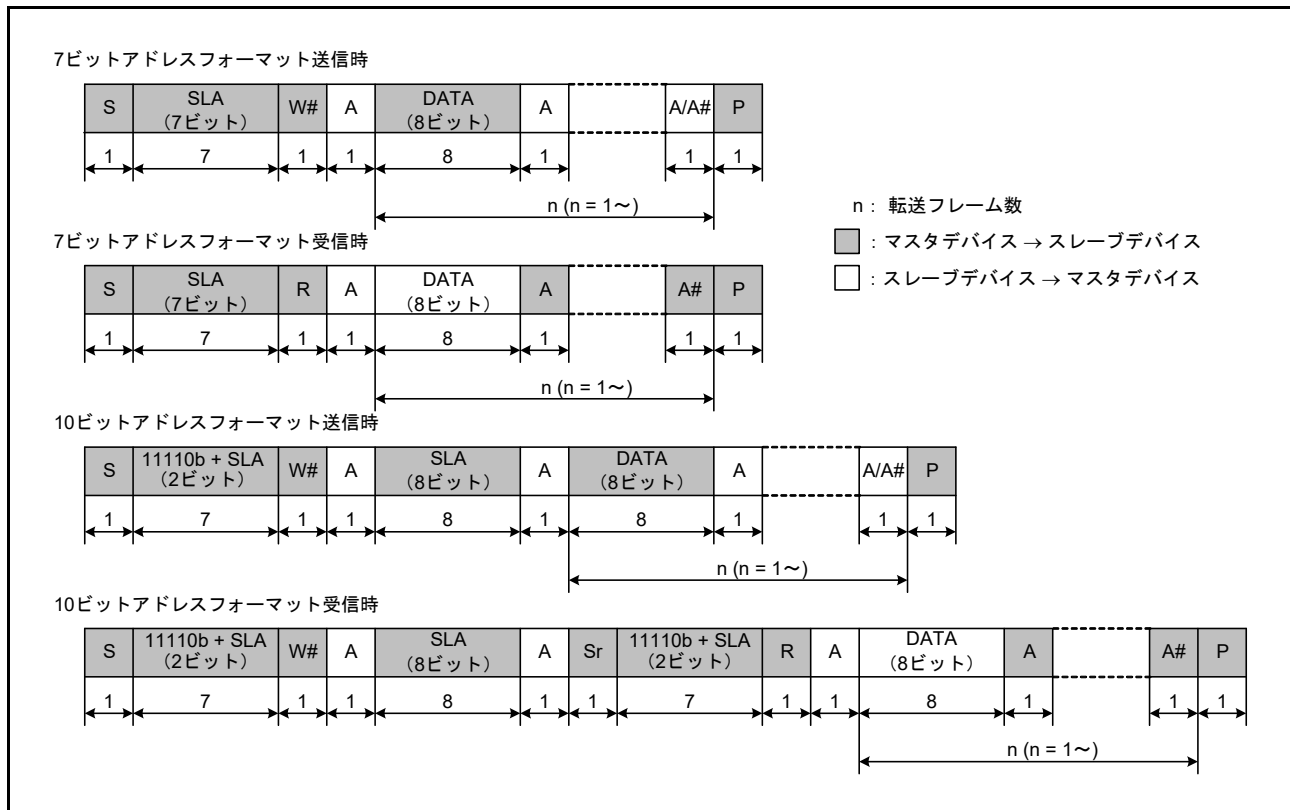 7ビットアドレスフォーマット送信時
S SLA W# A DATA A A/A# P
(7ビット) (8ビット)
1 7 1 1 8 1 1 1
n (n = 1～)
n : 転送フレーム数
: マスタデバイス → スレーブデバイス
: スレーブデバイス → マスタデバイス
7ビットアドレスフォーマット受信時
S SLA R A DATA A A# P
(7ビット) (8ビット)
1 7 1 1 8 1 1 1
n (n = 1～)
10ビットアドレスフォーマット送信時
S 11110b + SLA W# A SLA A DATA A A/A# P
(2ビット) (8ビット) (8ビット)
1 7 1 1 8 1 8 1 1 1
n (n = 1～)
10ビットアドレスフォーマット受信時
S 11110b + SLA W# A SLA A Sr 11110b + SLA R A DATA A A# P
(2ビット) (8ビット) (2ビット) (8ビット)
1 7 1 1 8 1 1 7 1 1 8 1 1 1
n (n = 1～)